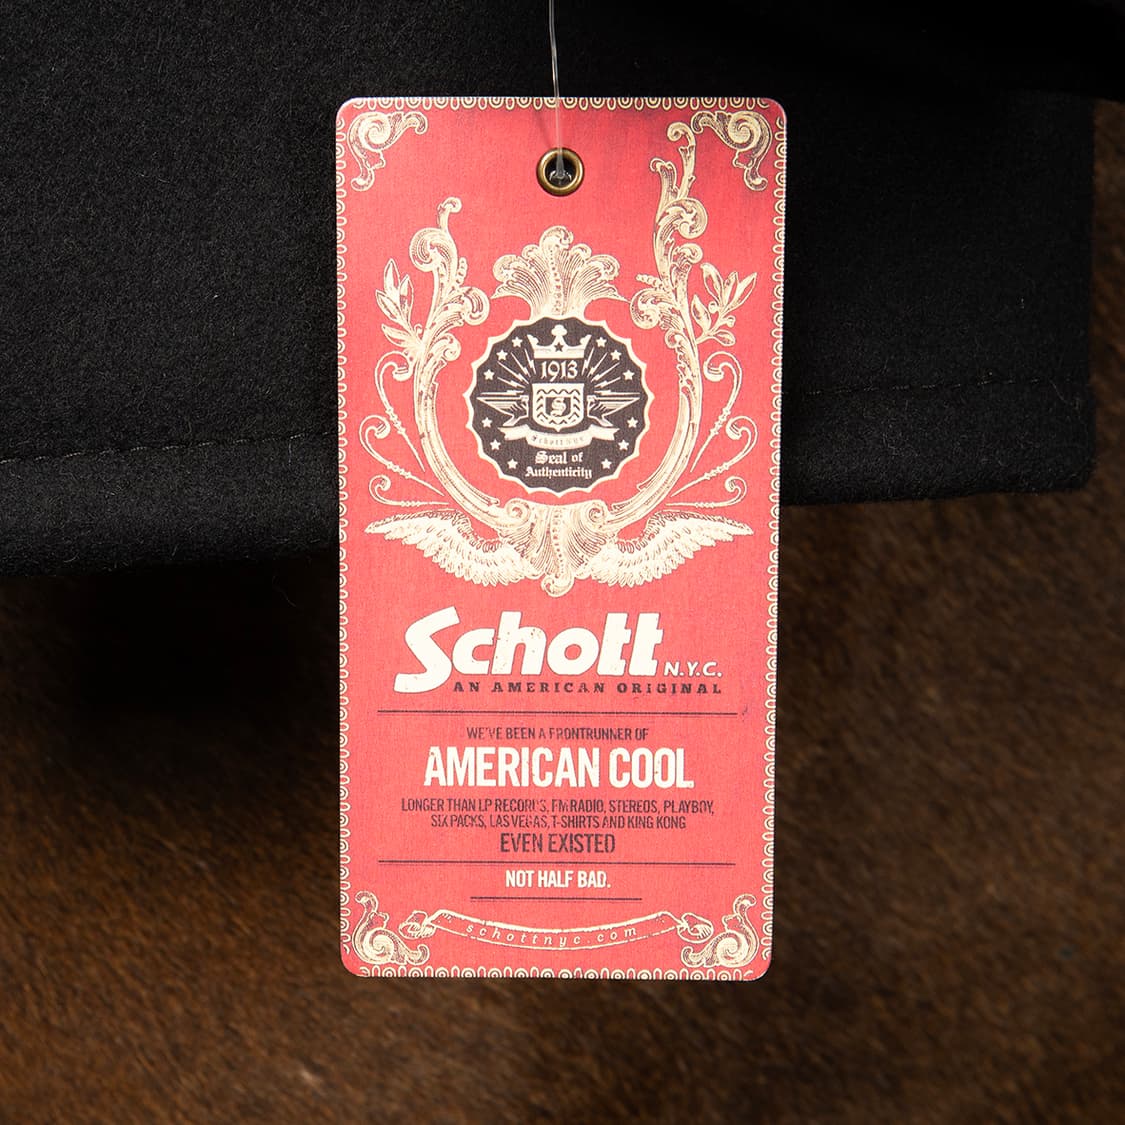 1913
S
Schott NYC
Seal of
Authenticity
Schott N.Y.C.
AN AMERICAN ORIGINAL
WE'VE BEEN A FRONTRUNNER OF
AMERICAN COOL
LONGER THAN LP RECORDS, FM RADIO, STEREOS, PLAYBOY,
SIX PACKS, LAS VEGAS, T-SHIRTS AND KING KONG
EVEN EXISTED
NOT HALF BAD.
schottnyc.com